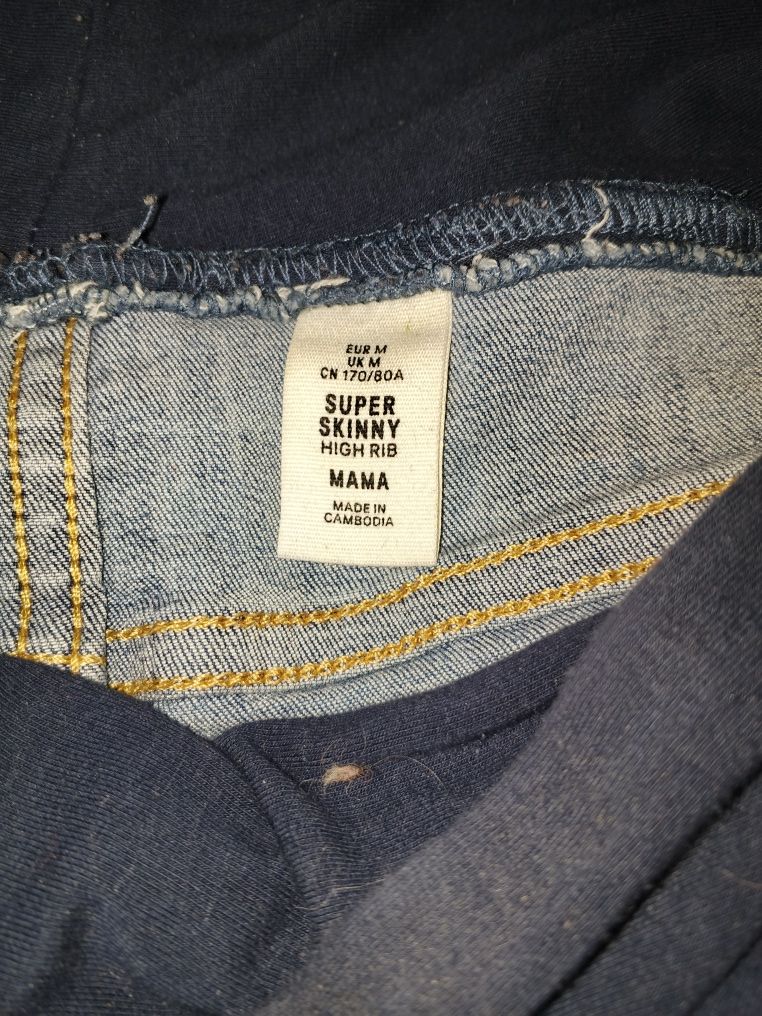 EUR M
UK M
CN 170/80A
SUPER
SKINNY
HIGH RIB
MAMA
MADE IN
CAMBODIA